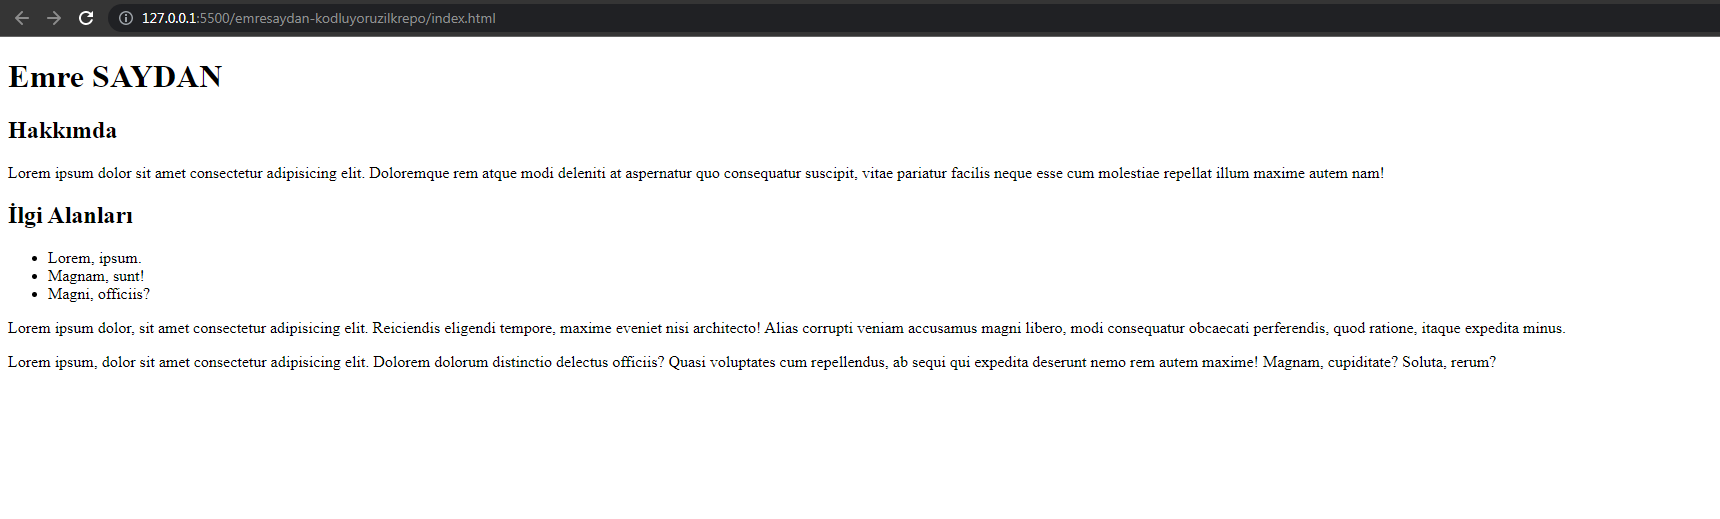 127.0.0.1:5500/emresaydan-kodluyoruzilkrepo/index.html
Emre SAYDAN
Hakkımda
Lorem ipsum dolor sit amet consectetur adipisicing elit. Doloremque rem atque modi deleniti at aspernatur quo consequatur suscipit, vitae pariatur facilis neque esse cum molestiae repellat illum maxime autem nam!
İlgi Alanları
• Lorem, ipsum.
• Magnam, sunt!
• Magni, officiis?
Lorem ipsum dolor, sit amet consectetur adipisicing elit. Reiciendis eligendi tempore, maxime eveniet nisi architecto! Alias corrupti veniam accusamus magni libero, modi consequatur obcaecati perferendis, quod ratione, itaque expedita minus.
Lorem ipsum, dolor sit amet consectetur adipisicing elit. Dolorem dolorum distinctio delectus officiis? Quasi voluptates cum repellendus, ab sequi qui expedita deserunt nemo rem autem maxime! Magnam, cupiditate? Soluta, rerum?